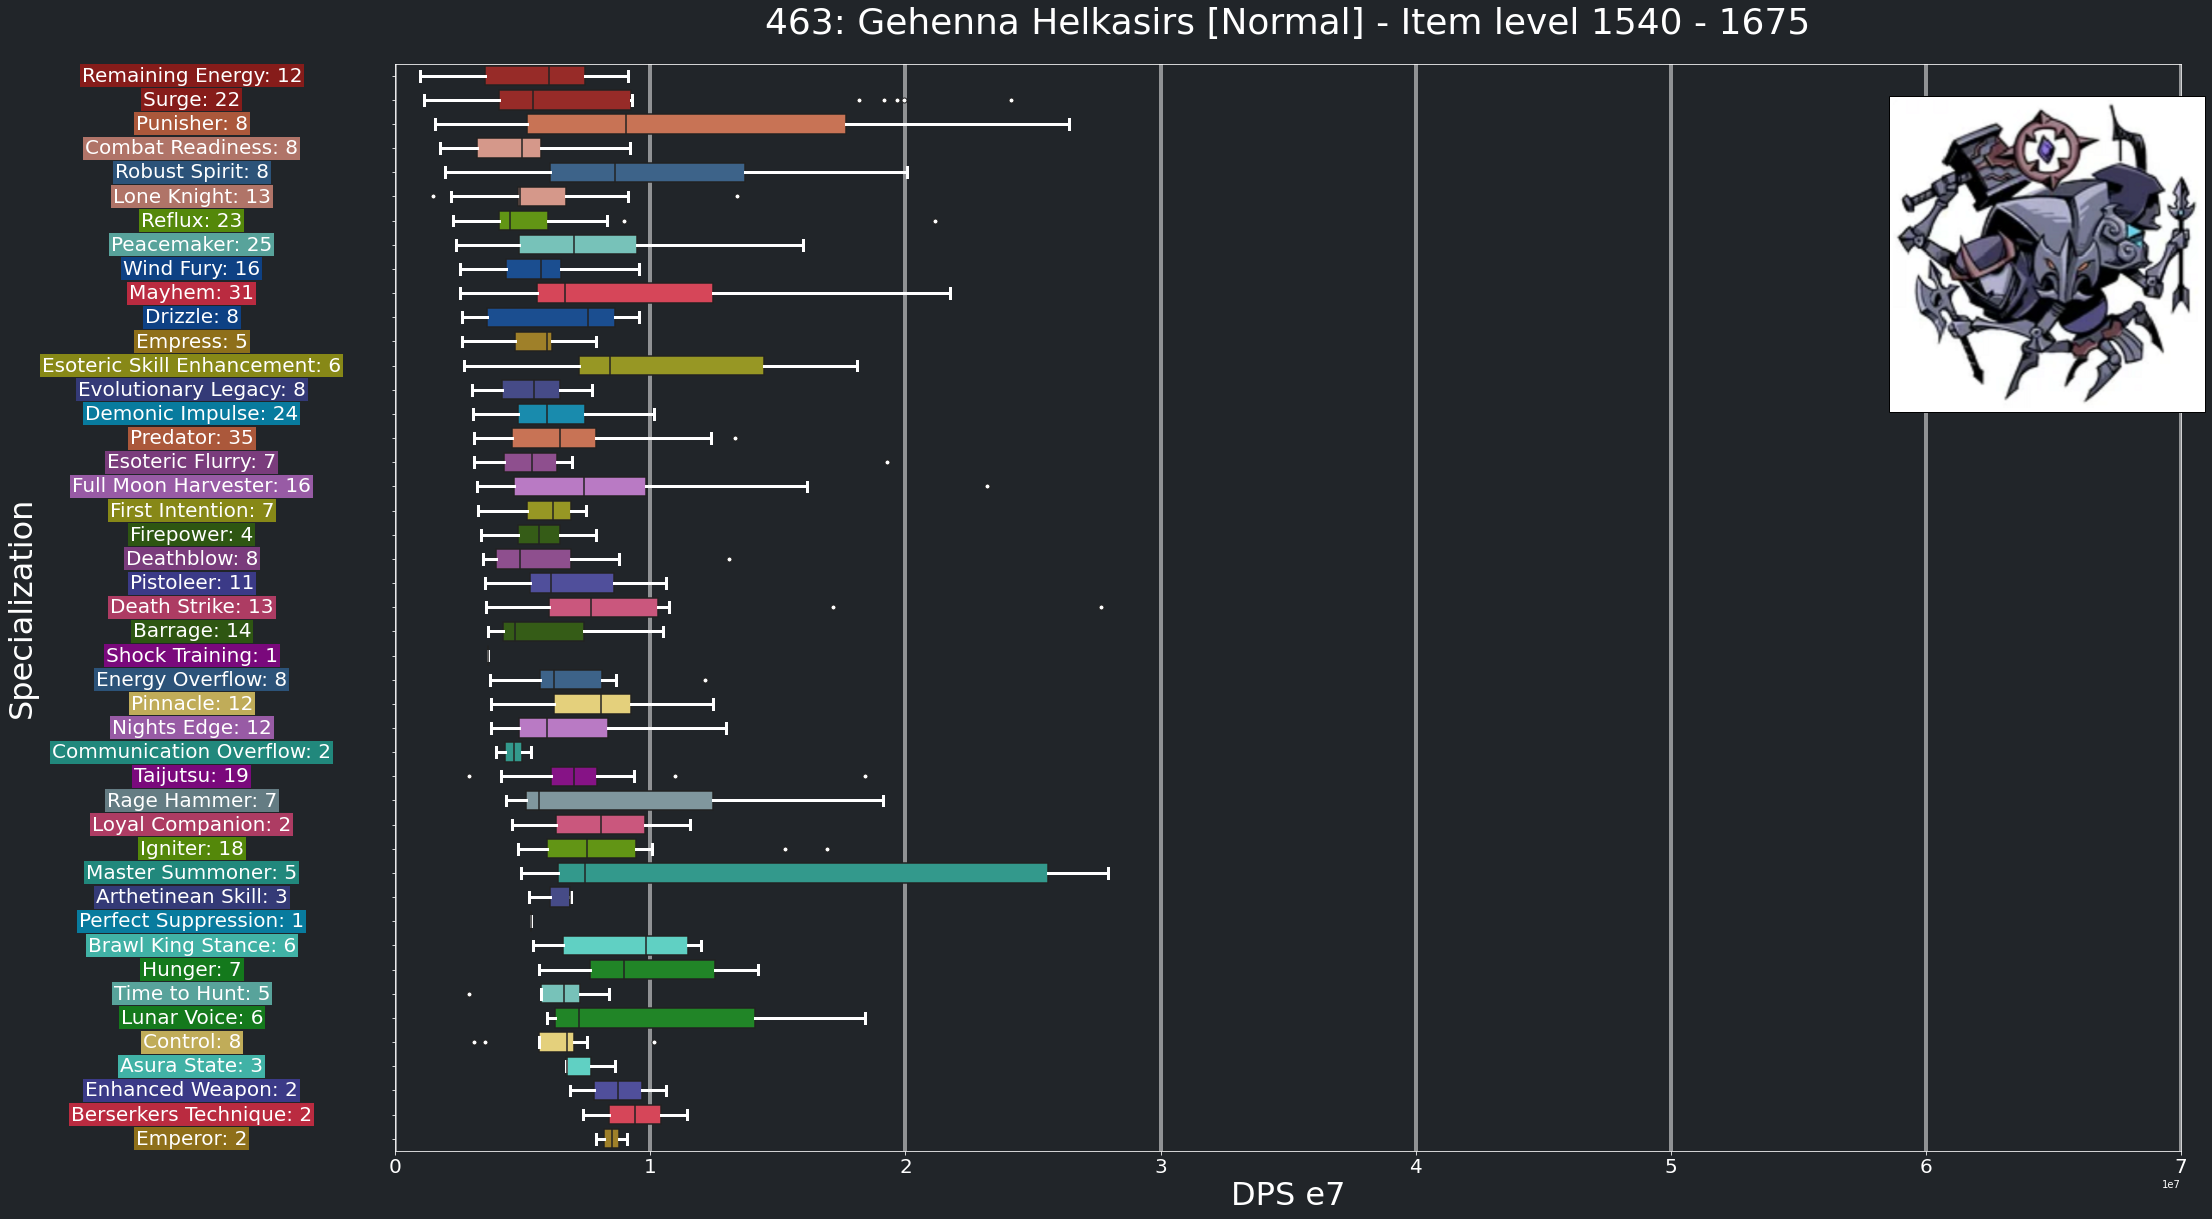 463: Gehenna Helkasirs [Normal] - Item level 1540 - 1675
Remaining Energy: 12
Surge: 22
Punisher: 8
Combat Readiness: 8
Robust Spirit: 8
Lone Knight: 13
Reflux: 23
Peacemaker: 25
Wind Fury: 16
Mayhem: 31
Drizzle: 8
Empress: 5
Esoteric Skill Enhancement: 6
Evolutionary Legacy: 8
Demonic Impulse: 24
Predator: 35
Esoteric Flurry: 7
Full Moon Harvester: 16
First Intention: 7
Firepower: 4
Deathblow: 8
Pistoleer: 11
Death Strike: 13
Barrage: 14
Shock Training: 1
Energy Overflow: 8
Pinnacle: 12
Nights Edge: 12
Communication Overflow: 2
Taijutsu: 19
Rage Hammer: 7
Loyal Companion: 2
Igniter: 18
Master Summoner: 5
Arthetinean Skill: 3
Perfect Suppression: 1
Brawl King Stance: 6
Hunger: 7
Time to Hunt: 5
Lunar Voice: 6
Control: 8
Asura State: 3
Enhanced Weapon: 2
Berserkers Technique: 2
Emperor: 2
Specialization
0 1 2 3 4 5 6 7
1e7
DPS e7